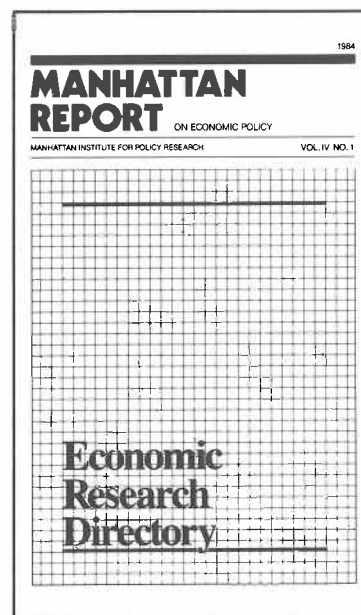 1984
MANHATTAN
REPORT ON ECONOMIC POLICY
MANHATTAN INSTITUTE FOR POLICY RESEARCH VOL. IV NO. 1
Economic
Research
Directory